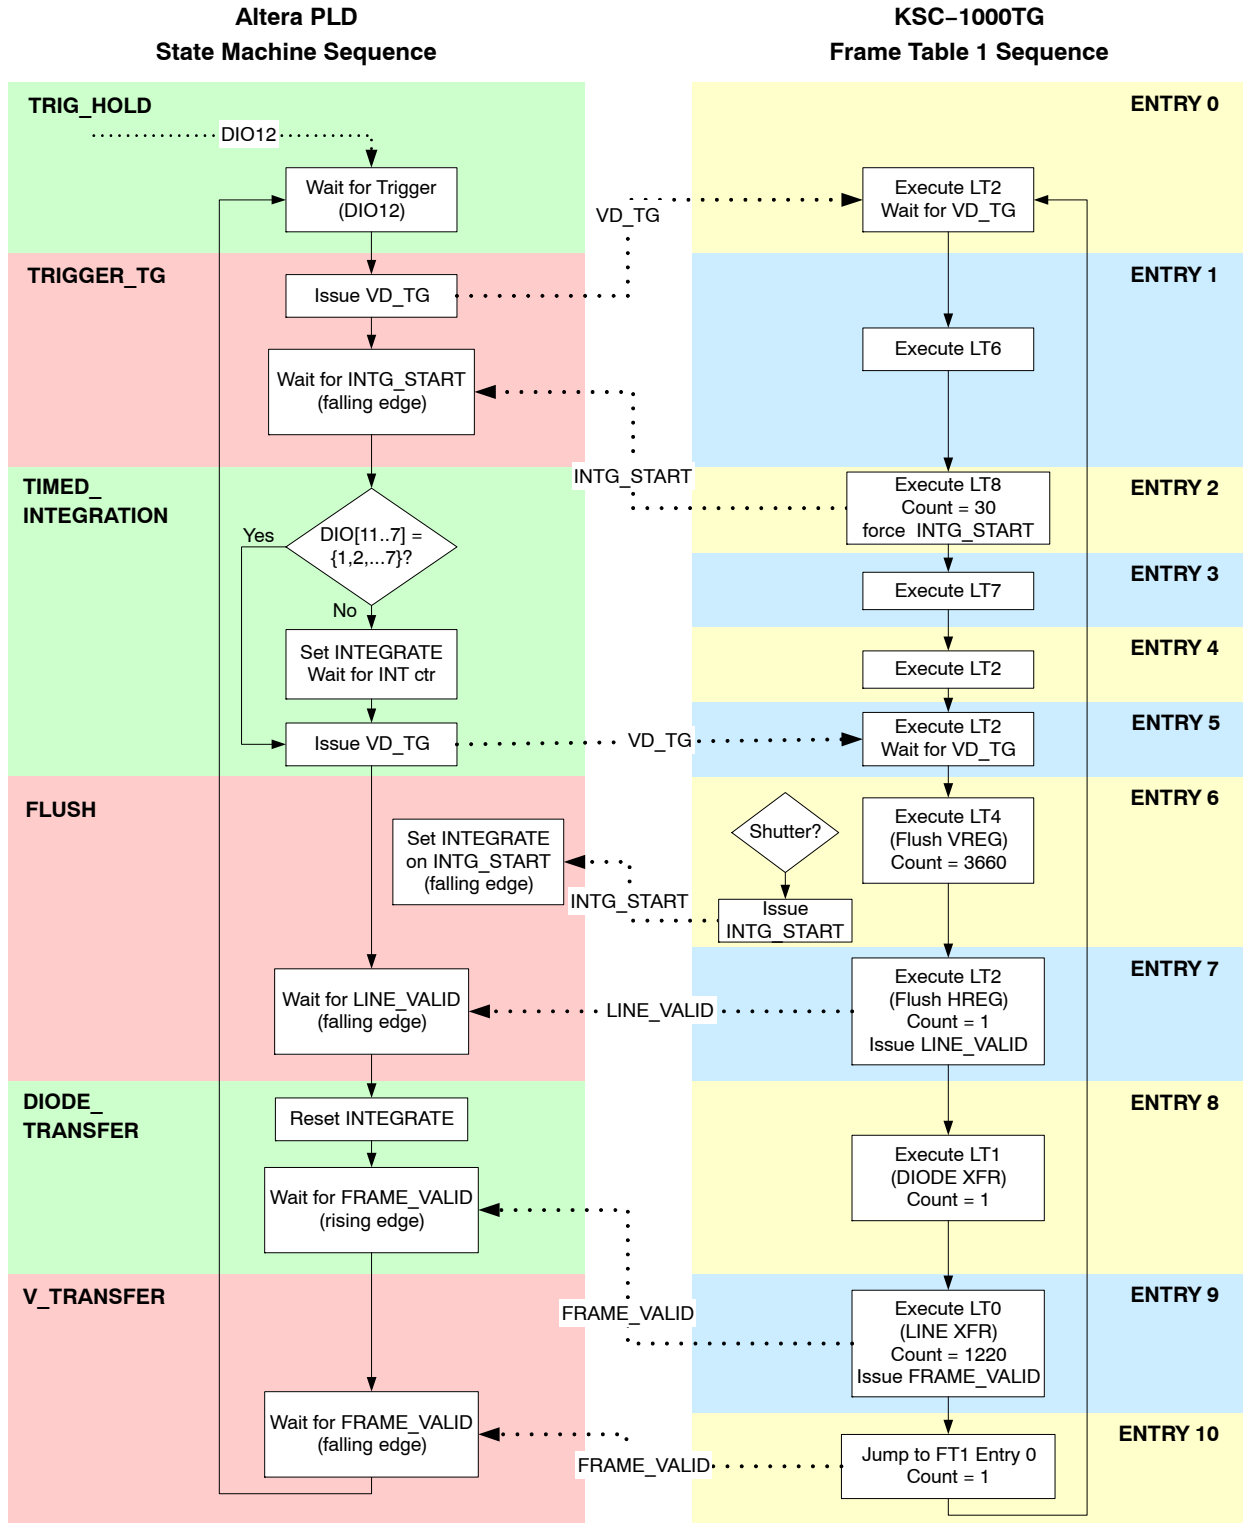 Altera PLD
State Machine Sequence
KSC−1000TG
Frame Table 1 Sequence
TRIG_HOLD
DIO12
Wait for Trigger
(DIO12)
TRIGGER_TG
Issue VD_TG
Wait for INTG_START
(falling edge)
TIMED_
INTEGRATION
DIO[11..7] =
{1,2,...7}?
Yes
No
Set INTEGRATE
Wait for INT ctr
Issue VD_TG
FLUSH
Set INTEGRATE
on INTG_START
(falling edge)
Wait for LINE_VALID
(falling edge)
DIODE_
TRANSFER
Reset INTEGRATE
Wait for FRAME_VALID
(rising edge)
V_TRANSFER
Wait for FRAME_VALID
(falling edge)
VD_TG
INTG_START
VD_TG
INTG_START
LINE_VALID
FRAME_VALID
FRAME_VALID
ENTRY 0
Execute LT2
Wait for VD_TG
ENTRY 1
Execute LT6
ENTRY 2
Execute LT8
Count = 30
force INTG_START
ENTRY 3
Execute LT7
ENTRY 4
Execute LT2
ENTRY 5
Execute LT2
Wait for VD_TG
ENTRY 6
Shutter?
Issue
INTG_START
Execute LT4
(Flush VREG)
Count = 3660
ENTRY 7
Execute LT2
(Flush HREG)
Count = 1
Issue LINE_VALID
ENTRY 8
Execute LT1
(DIODE XFR)
Count = 1
ENTRY 9
Execute LT0
(LINE XFR)
Count = 1220
Issue FRAME_VALID
ENTRY 10
Jump to FT1 Entry 0
Count = 1